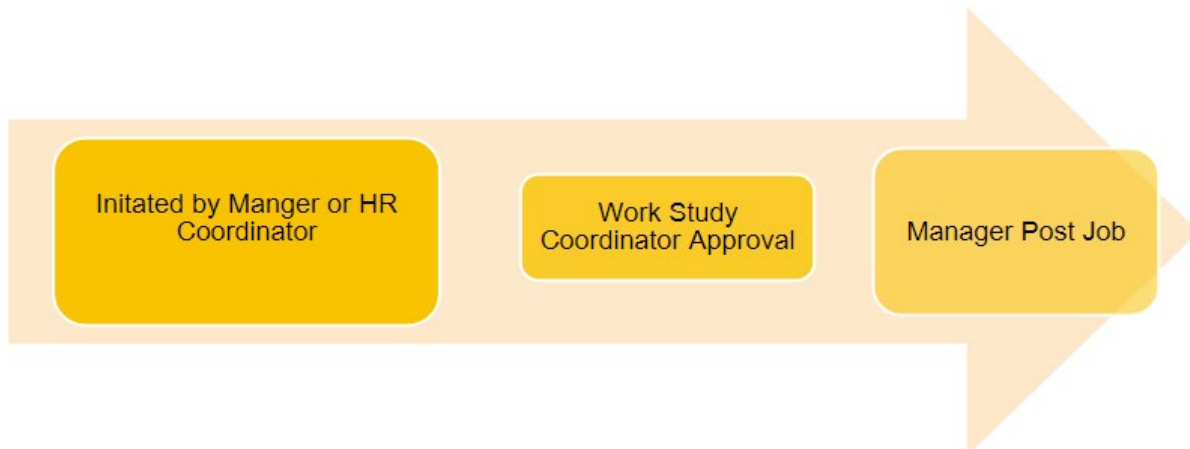 Initated by Manger or HR
Coordinator
Work Study
Coordinator Approval
Manager Post Job